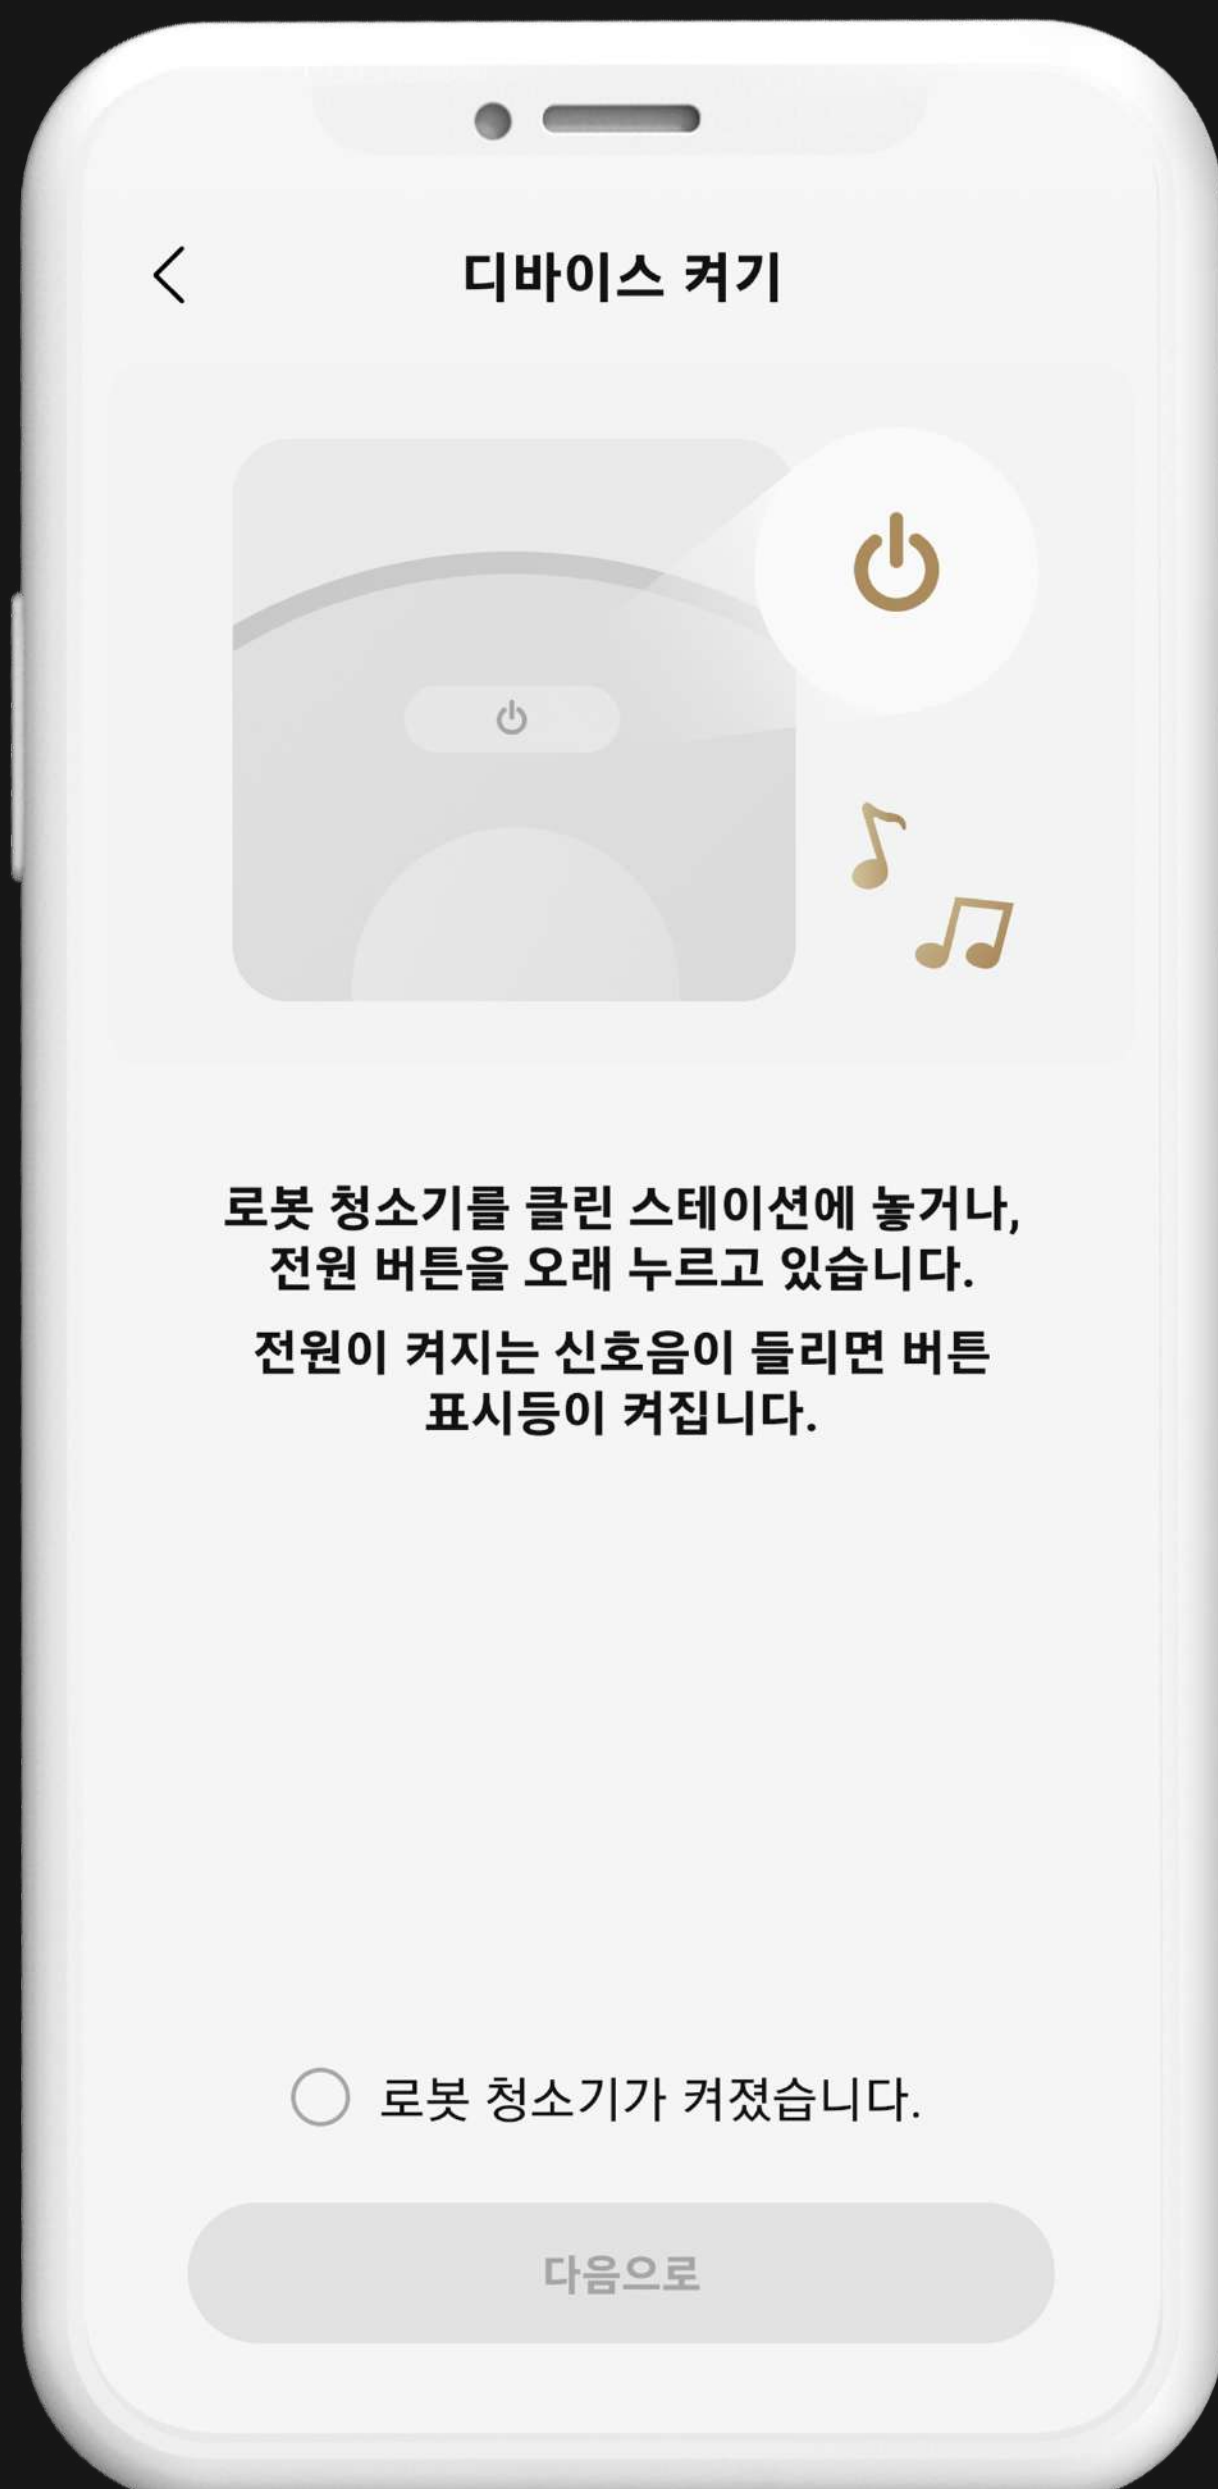 디바이스 켜기
로봇 청소기를 클린 스테이션에 놓거나,
전원 버튼을 오래 누르고 있습니다.
전원이 켜지는 신호음이 들리면 버튼
표시등이 켜집니다.
로봇 청소기가 켜졌습니다.
다음으로